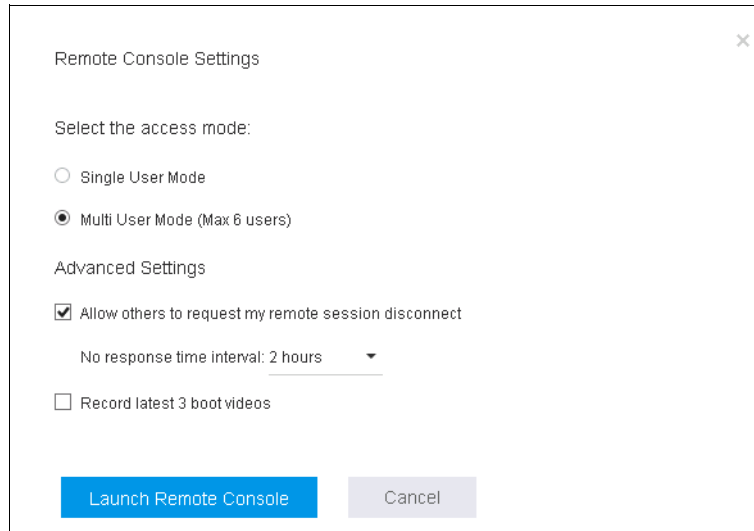 Remote Console Settings
×
Select the access mode:
Single User Mode
Multi User Mode (Max 6 users)
Advanced Settings
Allow others to request my remote session disconnect
No response time interval: 2 hours
Record latest 3 boot videos
Launch Remote Console
Cancel